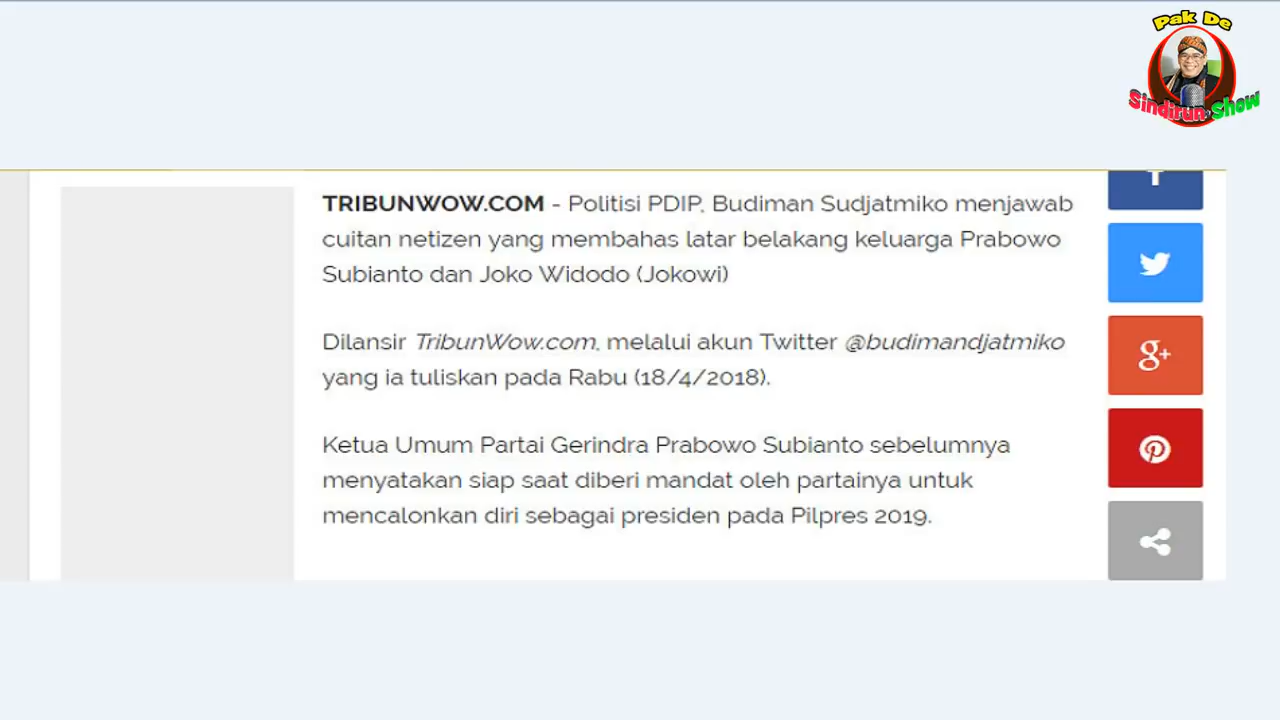 Pak De
Sindirun Show
TRIBUNWOW.COM - Politisi PDIP, Budiman Sudjatmiko menjawab
cuitan netizen yang membahas latar belakang keluarga Prabowo
Subianto dan Joko Widodo (Jokowi)
Dilansir TribunWow.com, melalui akun Twitter @budimandjatmiko
yang ia tuliskan pada Rabu (18/4/2018).
Ketua Umum Partai Gerindra Prabowo Subianto sebelumnya
menyatakan siap saat diberi mandat oleh partainya untuk
mencalonkan diri sebagai presiden pada Pilpres 2019.